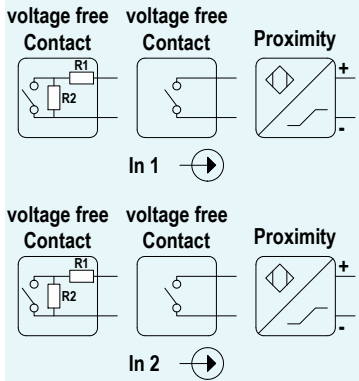 voltage free voltage free
Contact Contact Proximity
R1
+
R2
-
In 1
voltage free voltage free
Contact Contact Proximity
R1
+
R2
-
In 2